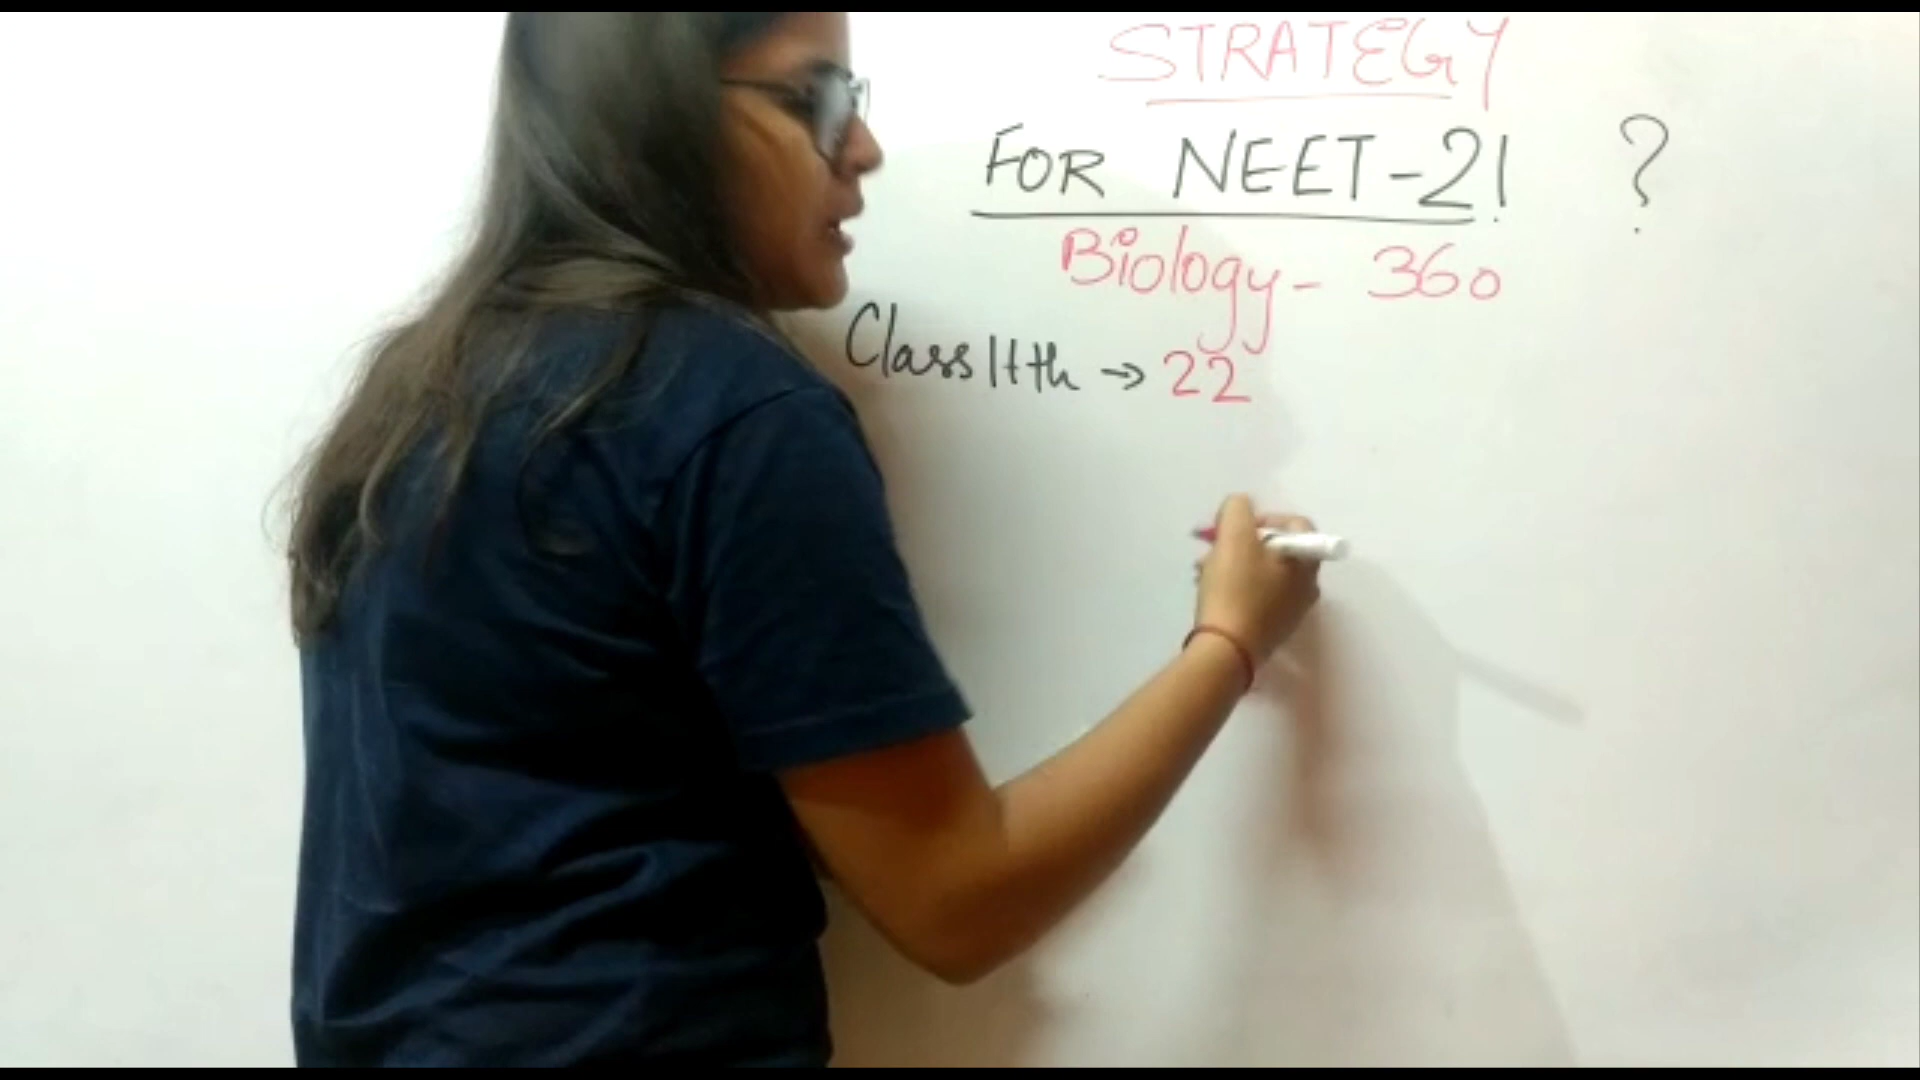 STRATEGY
FOR NEET-21 ?
Biology - 360
Class 11th → 22